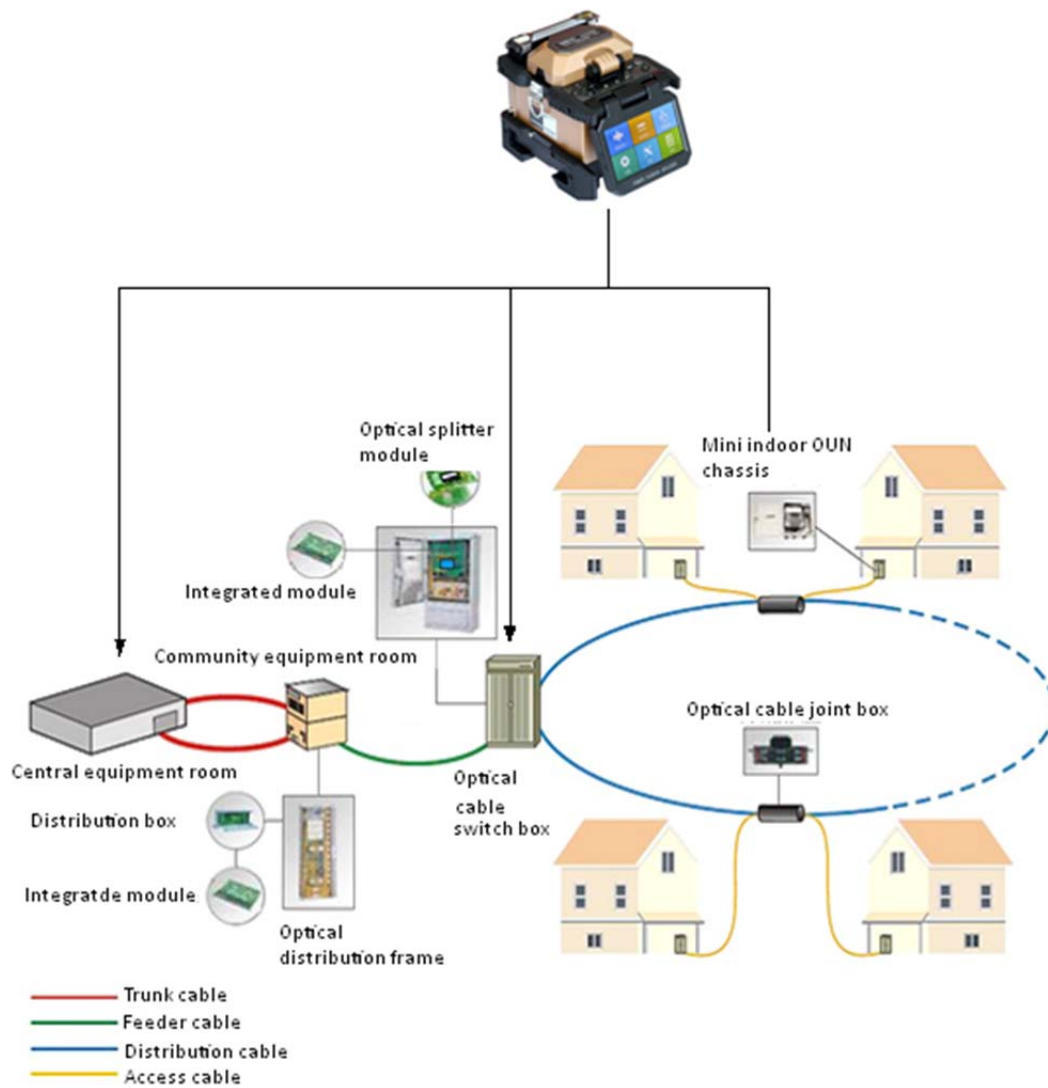 Optical splitter
module
Mini indoor OUN
chassis
Integrated module
Community equipment room
Optical cable joint box
Central equipment room
Optical
cable
switch box
Distribution box
Integratde module
Optical
distribution frame
Trunk cable
Feeder cable
Distribution cable
Access cable